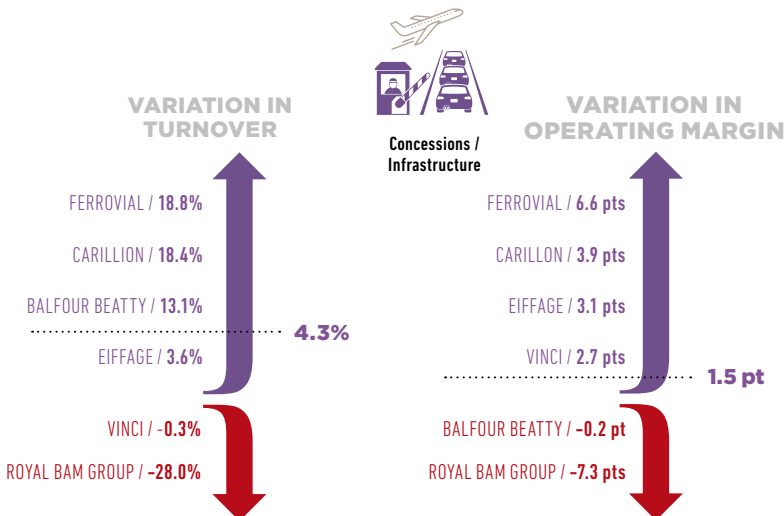 Concessions /
Infrastructure
VARIATION IN
TURNOVER
FERROVIAL / 18.8%
CARILLION / 18.4%
BALFOUR BEATTY / 13.1%
4.3%
EIFFAGE / 3.6%
VINCI / -0.3%
ROYAL BAM GROUP / -28.0%
VARIATION IN
OPERATING MARGIN
FERROVIAL / 6.6 pts
CARILLON / 3.9 pts
EIFFAGE / 3.1 pts
VINCI / 2.7 pts
1.5 pt
BALFOUR BEATTY / -0.2 pt
ROYAL BAM GROUP / -7.3 pts